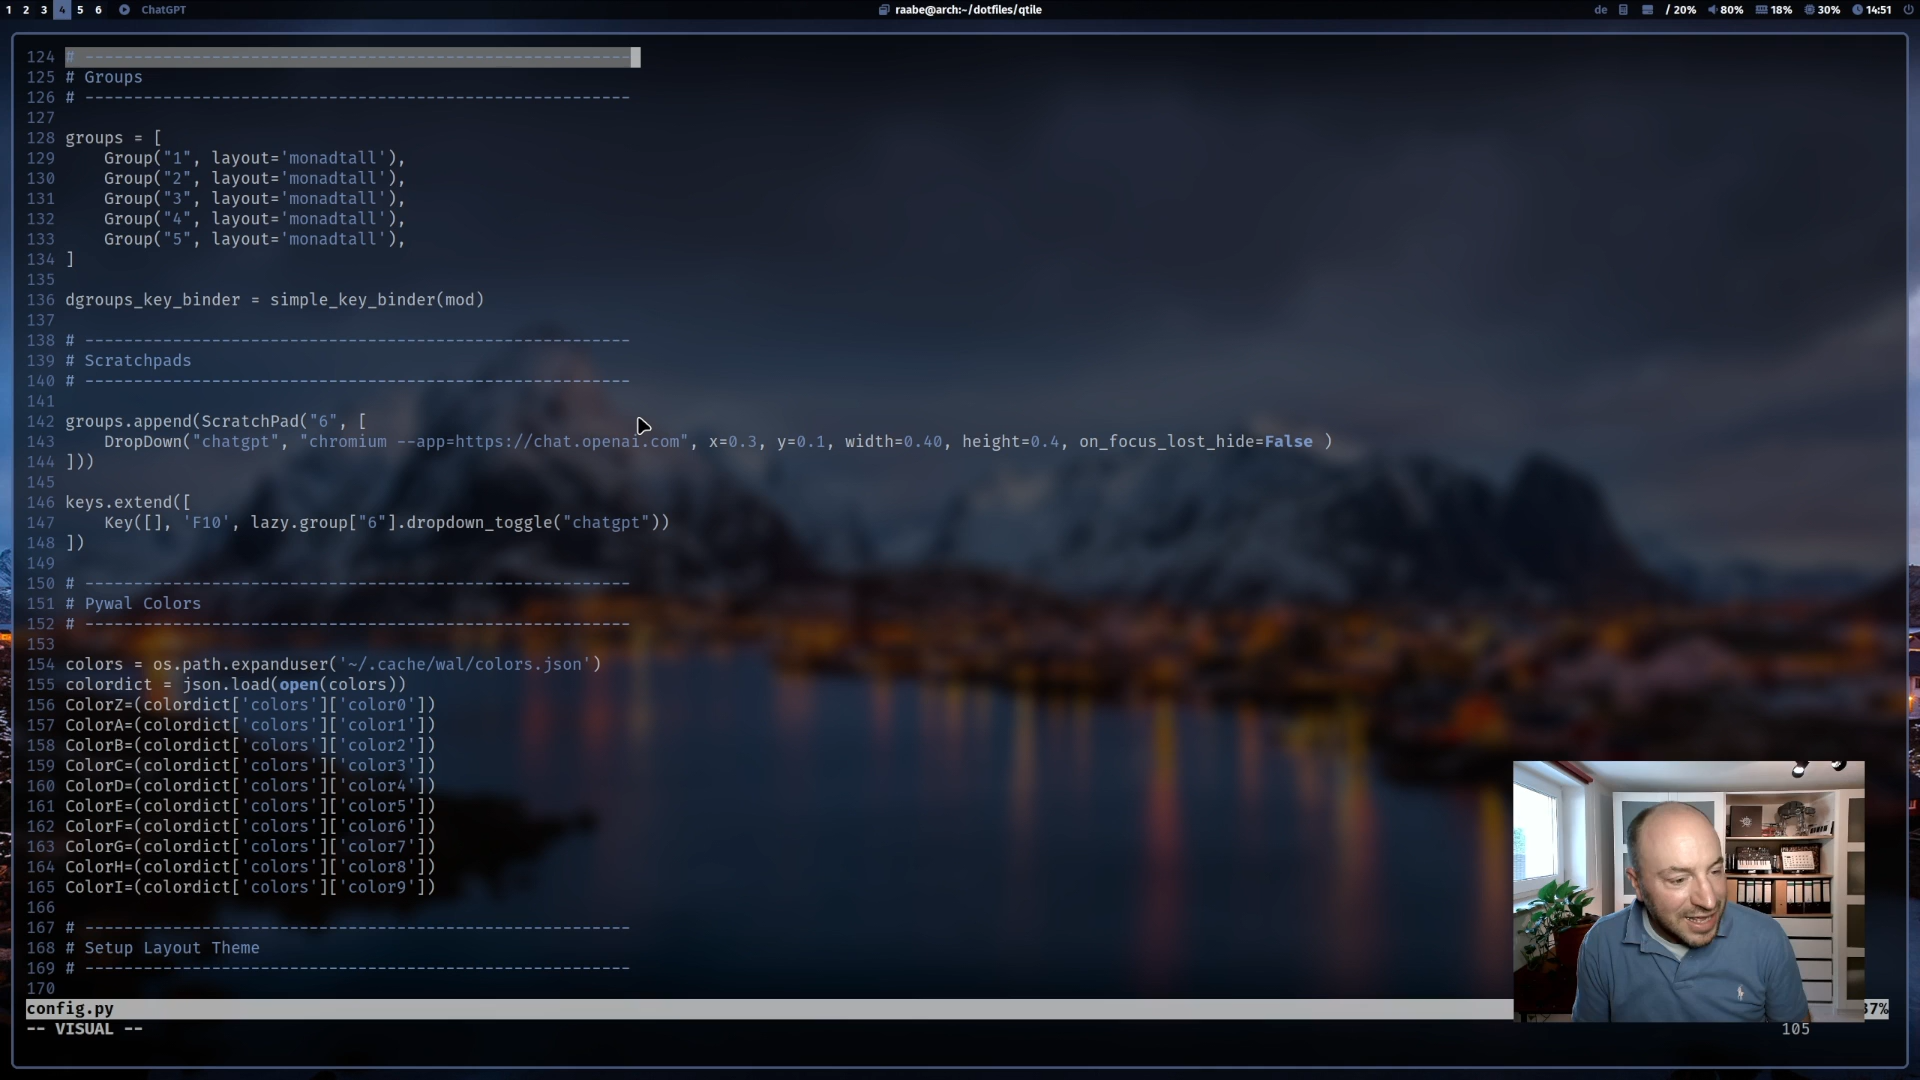 1 2 3 4 5 6 ChatGPT raabe@arch:~/dotfiles/qtile de / 20% 80% 18% 30% 14:51
124 # --------------------------------------------------------
125 # Groups
126 # --------------------------------------------------------
127
128 groups = [
129     Group("1", layout='monadtall'),
130     Group("2", layout='monadtall'),
131     Group("3", layout='monadtall'),
132     Group("4", layout='monadtall'),
133     Group("5", layout='monadtall'),
134 ]
135
136 dgroups_key_binder = simple_key_binder(mod)
137
138 # --------------------------------------------------------
139 # Scratchpads
140 # --------------------------------------------------------
141
142 groups.append(ScratchPad("6", [
143     DropDown("chatgpt", "chromium --app=https://chat.openai.com", x=0.3, y=0.1, width=0.40, height=0.4, on_focus_lost_hide=False )
144 ]))
145
146 keys.extend([
147     Key([], 'F10', lazy.group["6"].dropdown_toggle("chatgpt"))
148 ])
149
150 # --------------------------------------------------------
151 # Pywal Colors
152 # --------------------------------------------------------
153
154 colors = os.path.expanduser('~/.cache/wal/colors.json')
155 colordict = json.load(open(colors))
156 ColorZ=(colordict['colors']['color0'])
157 ColorA=(colordict['colors']['color1'])
158 ColorB=(colordict['colors']['color2'])
159 ColorC=(colordict['colors']['color3'])
160 ColorD=(colordict['colors']['color4'])
161 ColorE=(colordict['colors']['color5'])
162 ColorF=(colordict['colors']['color6'])
163 ColorG=(colordict['colors']['color7'])
164 ColorH=(colordict['colors']['color8'])
165 ColorI=(colordict['colors']['color9'])
166
167 # --------------------------------------------------------
168 # Setup Layout Theme
169 # --------------------------------------------------------
170
config.py
-- VISUAL -- 105